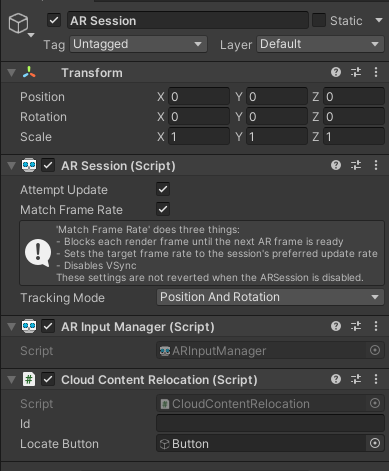 AR Session Static
Tag Untagged Layer Default
Transform
Position X 0 Y 0 Z 0
Rotation X 0 Y 0 Z 0
Scale X 1 Y 1 Z 1
AR Session (Script)
Attempt Update
Match Frame Rate
'Match Frame Rate' does three things:
- Blocks each render frame until the next AR frame is ready
- Sets the target frame rate to the session's preferred update rate
- Disables VSync
These settings are not reverted when the ARSession is disabled.
Tracking Mode Position And Rotation
AR Input Manager (Script)
Script ARInputManager
# Cloud Content Relocation (Script)
Script # CloudContentRelocation
Id
Locate Button Button